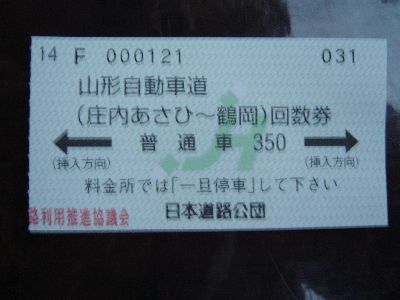 14 F 000121 031
山形自動車道
(庄内あさひ～鶴岡)回数券
普通車 350
(挿入方向) (挿入方向)
料金所では「一旦停車」して下さい
日本道路公団
路利用推進協議会